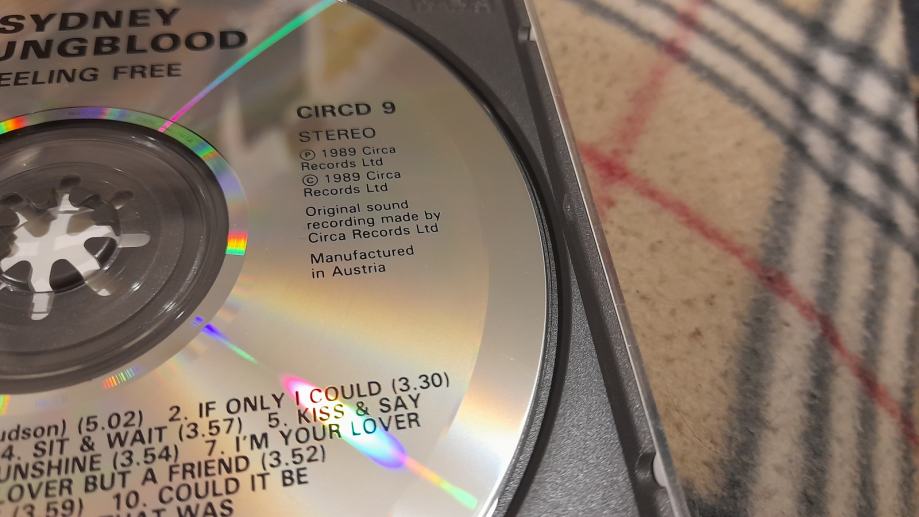 SYDNEY
UNGBLOOD
EELING FREE
CIRCD 9
STEREO
℗ 1989 Circa
Records Ltd
© 1989 Circa
Records Ltd
Original sound
recording made by
Circa Records Ltd
Manufactured
in Austria
udson) (5.02) 2. IF ONLY I COULD (3.30)
4. SIT & WAIT (3.57) 5. KISS & SAY
UNSHINE (3.54) 7. I'M YOUR LOVER
LOVER BUT A FRIEND (3.52)
(3.59) 10. COULD IT BE
THAT WAS